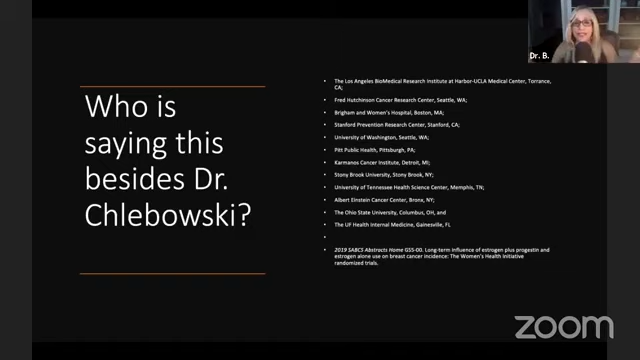 Dr. B.
Who is
saying this
besides Dr.
Chlebowski?
• The Los Angeles BioMedical Research Institute at Harbor-UCLA Medical Center, Torrance,
CA;
• Fred Hutchinson Cancer Research Center, Seattle, WA;
• Brigham and Women's Hospital, Boston, MA;
• Stanford Prevention Research Center, Stanford, CA;
• University of Washington, Seattle, WA;
• Pitt Public Health, Pittsburgh, PA;
• Karmanos Cancer Institute, Detroit, MI;
• Stony Brook University, Stony Brook, NY;
• University of Tennessee Health Science Center, Memphis, TN;
• Albert Einstein Cancer Center, Bronx, NY;
• The Ohio State University, Columbus, OH, and
• The UF Health Internal Medicine, Gainesville, FL
•
• 2019 SABCS Abstracts Home GS5-00. Long-term influence of estrogen plus progestin and
estrogen alone use on breast cancer incidence: The Women's Health Initiative
randomized trials.
zoom